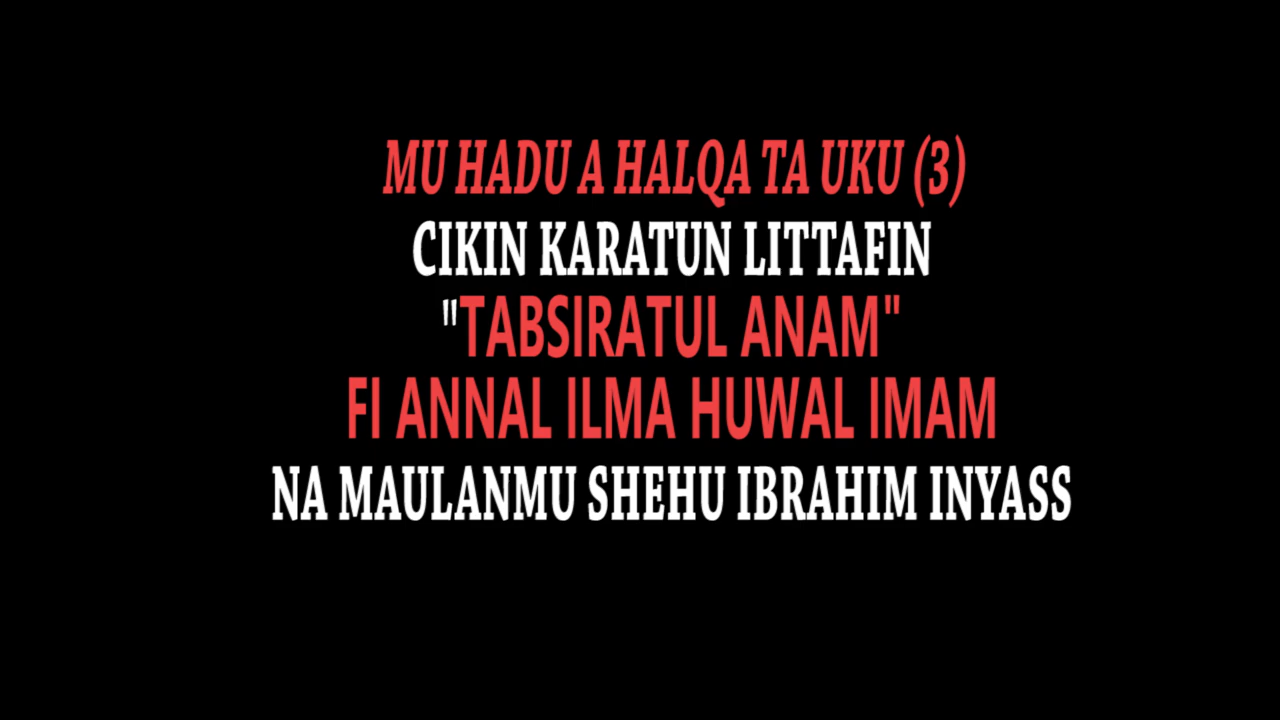 MU HADU A HALQA TA UKU (3)
CIKIN KARATUN LITTAFIN
"TABSIRATUL ANAM"
FI ANNAL ILMA HUWAL IMAM
NA MAULANMU SHEHU IBRAHIM INYASS